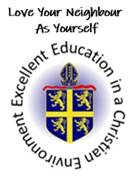 Love Your Neighbour
As Yourself
Excellent Education in a Christian Environment